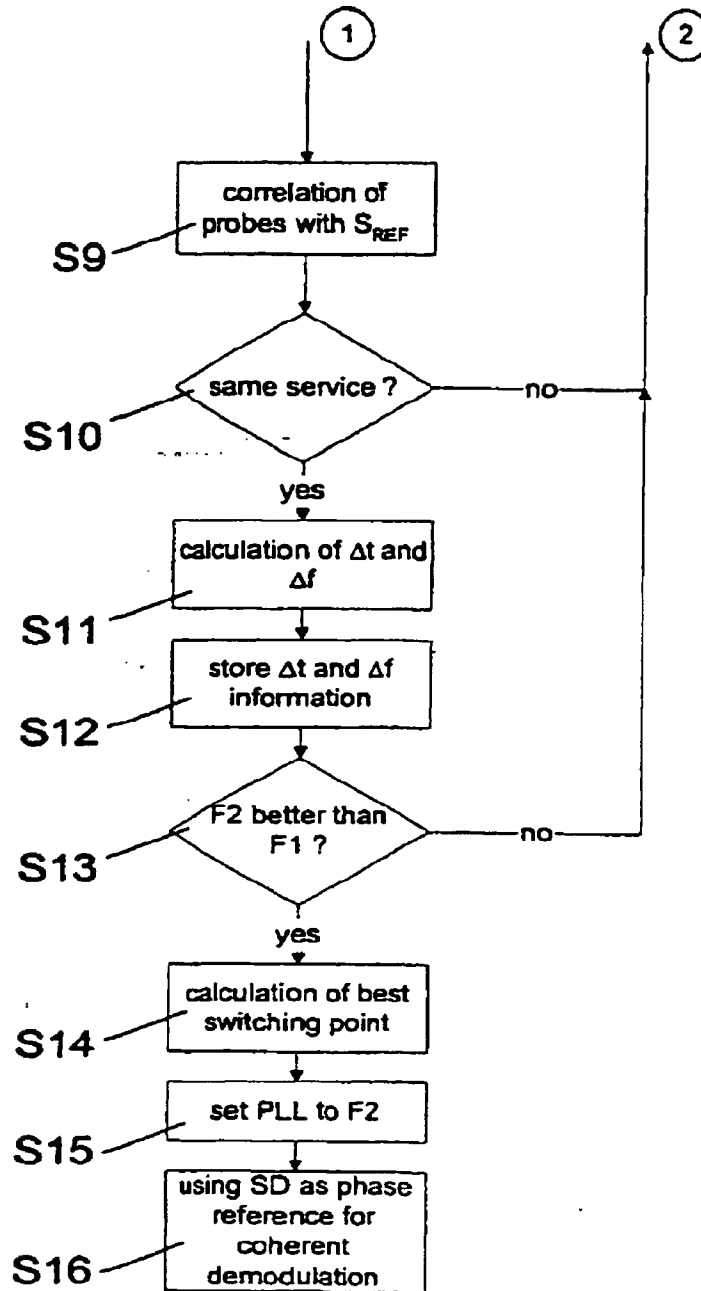 1
2
correlation of
probes with S_REF
S9
same service ?
no
S10
yes
calculation of Δt and
Δf
S11
store Δt and Δf
information
S12
F2 better than
F1 ?
no
S13
yes
calculation of best
switching point
S14
set PLL to F2
S15
using SD as phase
reference for
coherent
demodulation
S16